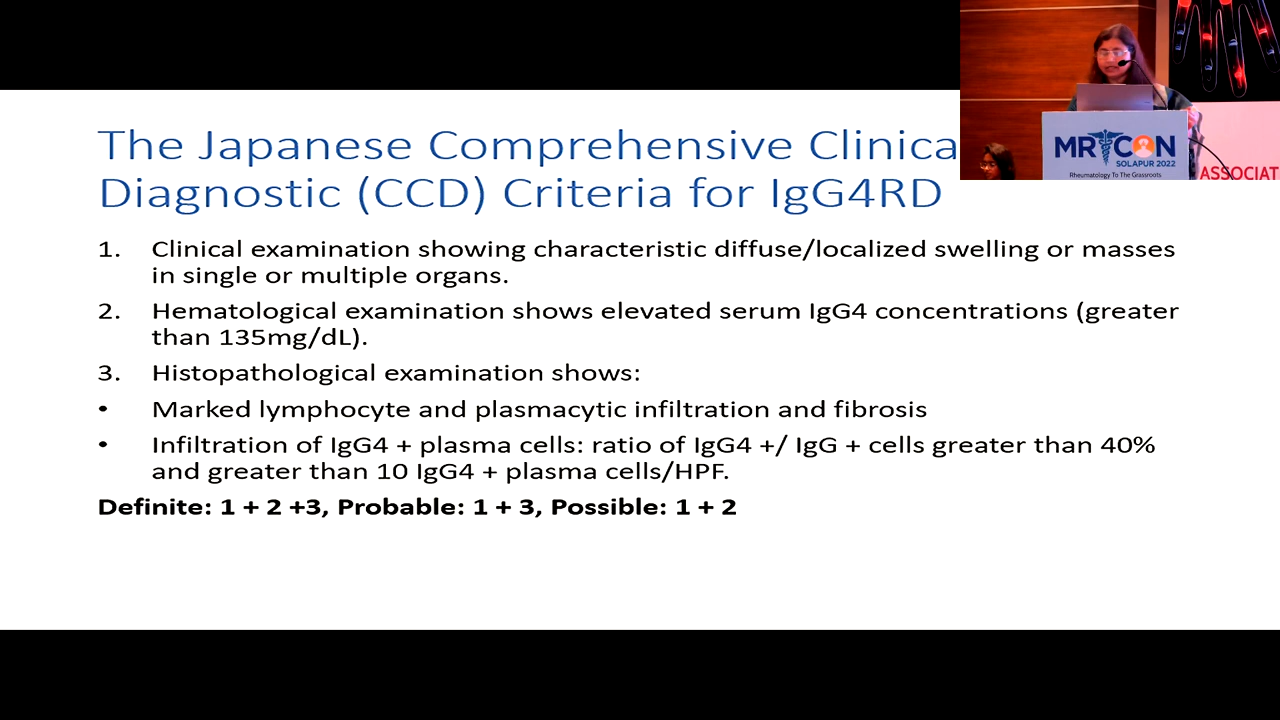 The Japanese Comprehensive Clinica
Diagnostic (CCD) Criteria for IgG4RD
1. Clinical examination showing characteristic diffuse/localized swelling or masses
in single or multiple organs.
2. Hematological examination shows elevated serum IgG4 concentrations (greater
than 135mg/dL).
3. Histopathological examination shows:
• Marked lymphocyte and plasmacytic infiltration and fibrosis
• Infiltration of IgG4 + plasma cells: ratio of IgG4 +/ IgG + cells greater than 40%
and greater than 10 IgG4 + plasma cells/HPF.
Definite: 1 + 2 +3, Probable: 1 + 3, Possible: 1 + 2
MRCON
SOLAPUR 2022
Rheumatology To The Grassroots
ASSOCIAT